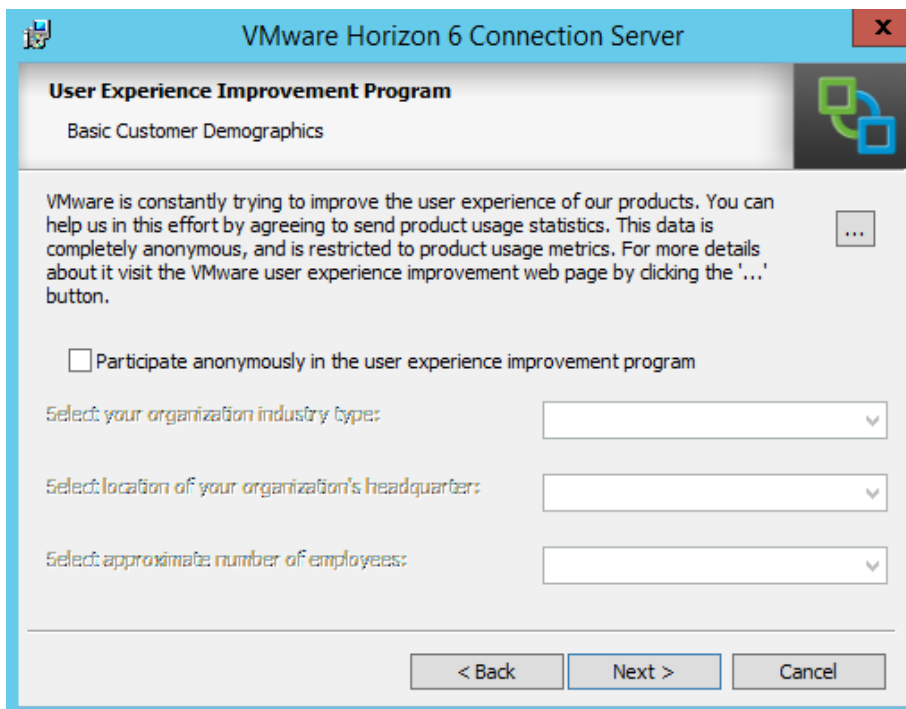 VMware Horizon 6 Connection Server
x
User Experience Improvement Program
Basic Customer Demographics
VMware is constantly trying to improve the user experience of our products. You can
help us in this effort by agreeing to send product usage statistics. This data is
completely anonymous, and is restricted to product usage metrics. For more details
about it visit the VMware user experience improvement web page by clicking the '...'
button.
...
Participate anonymously in the user experience improvement program
Select your organization industry type:
Select location of your organization's headquarter:
Select approximate number of employees:
< Back
Next >
Cancel